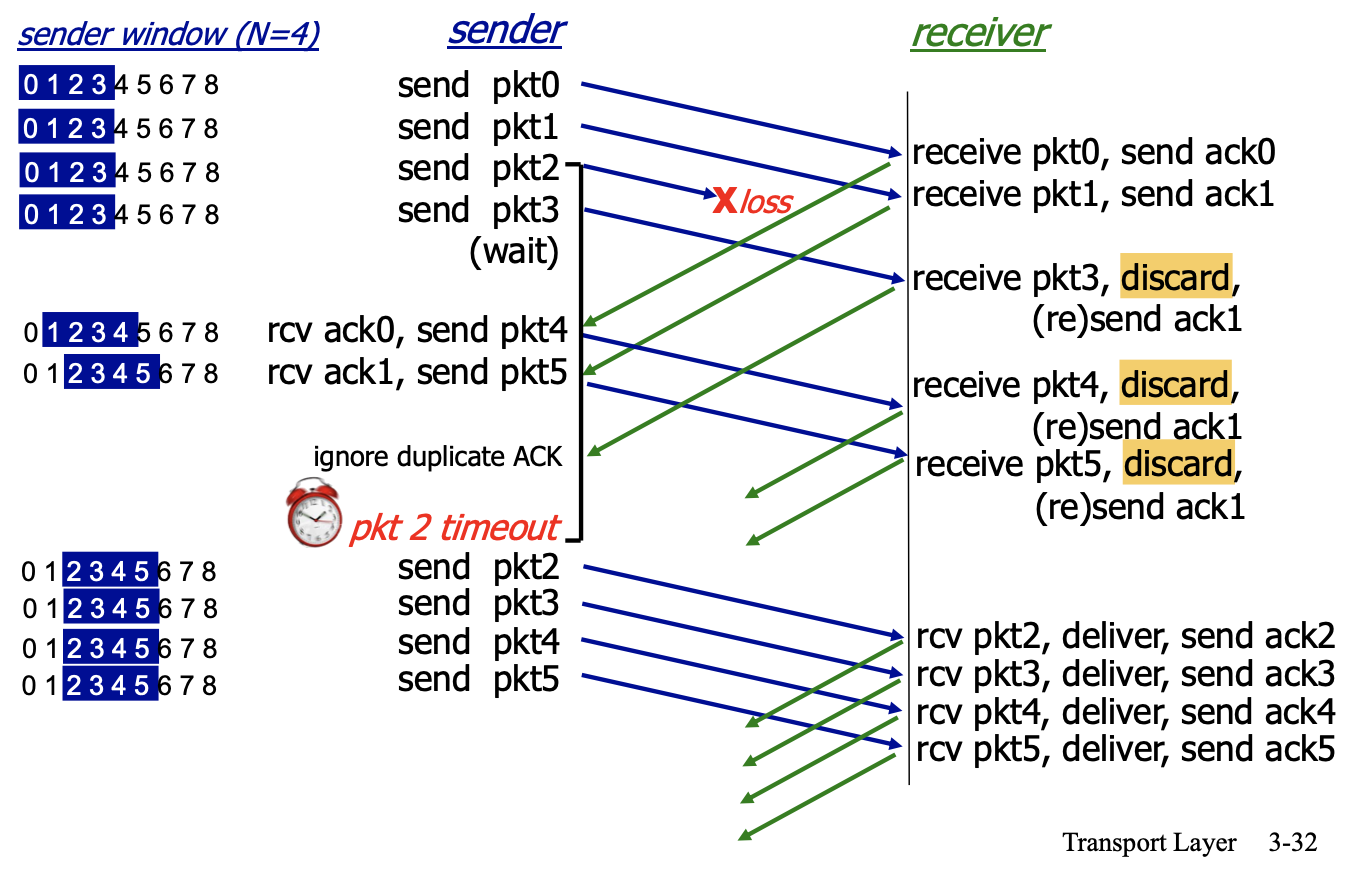 sender window (N=4)
sender
receiver
0 1 2 3 4 5 6 7 8
send pkt0
0 1 2 3 4 5 6 7 8
send pkt1
0 1 2 3 4 5 6 7 8
send pkt2
0 1 2 3 4 5 6 7 8
send pkt3
(wait)
X loss
receive pkt0, send ack0
receive pkt1, send ack1
receive pkt3, discard,
(re)send ack1
0 1 2 3 4 5 6 7 8
rcv ack0, send pkt4
0 1 2 3 4 5 6 7 8
rcv ack1, send pkt5
receive pkt4, discard,
(re)send ack1
receive pkt5, discard,
(re)send ack1
ignore duplicate ACK
pkt 2 timeout
0 1 2 3 4 5 6 7 8
send pkt2
0 1 2 3 4 5 6 7 8
send pkt3
0 1 2 3 4 5 6 7 8
send pkt4
0 1 2 3 4 5 6 7 8
send pkt5
rcv pkt2, deliver, send ack2
rcv pkt3, deliver, send ack3
rcv pkt4, deliver, send ack4
rcv pkt5, deliver, send ack5
Transport Layer 3-32